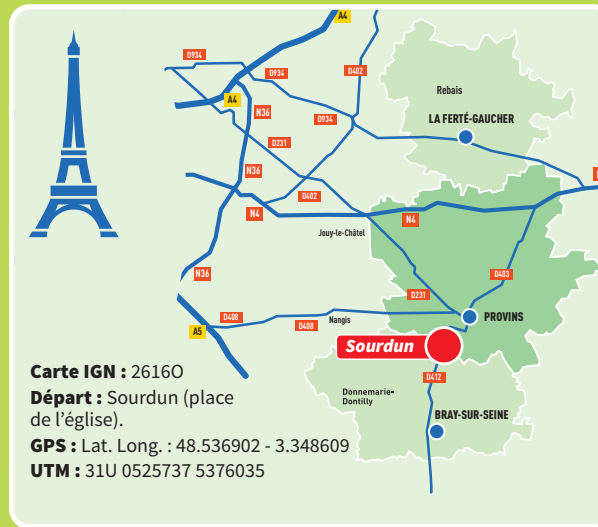 A4
D934
D934
D402
A4
Rebais
N36
D934
LA FERTÉ-GAUCHER
D231
N36
D402
N4
N4
Jouy-le-Châtel
N36
D403
D231
D408
PROVINS
A5
D408
Nangis
Sourdun
Carte IGN : 2616O
D412
Départ : Sourdun (place
de l’église).
Donnemarie-
Dontilly
BRAY-SUR-SEINE
GPS : Lat. Long. : 48.536902 - 3.348609
UTM : 31U 0525737 5376035